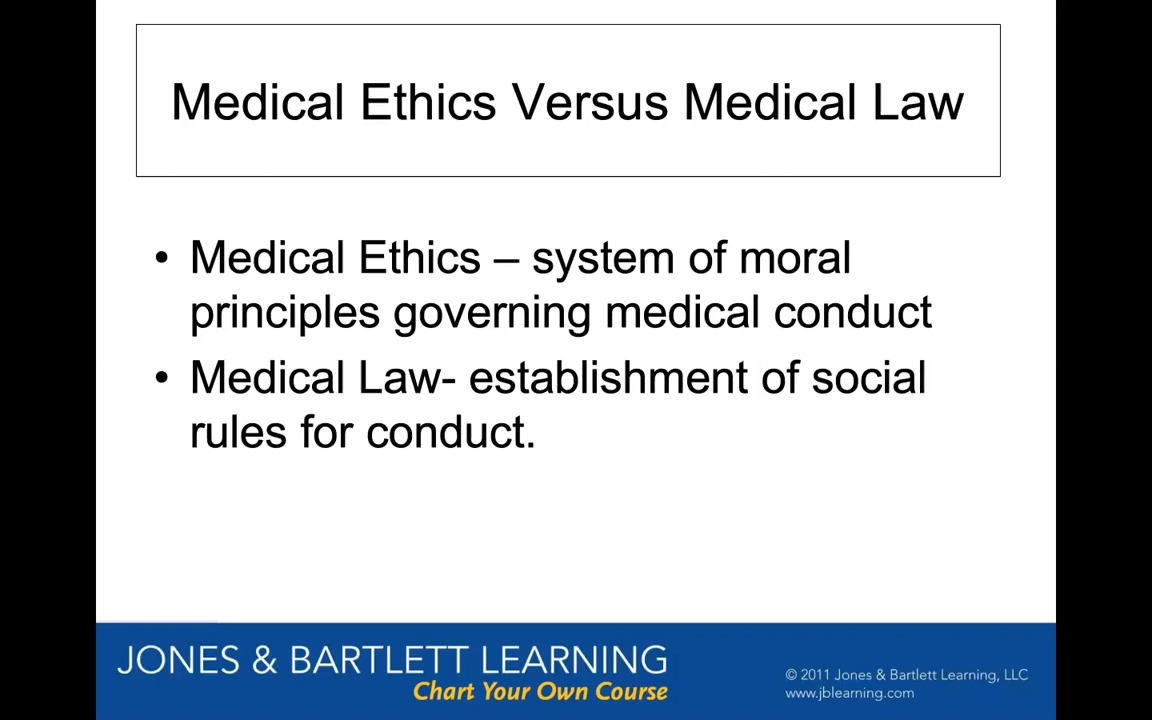 Medical Ethics Versus Medical Law
• Medical Ethics – system of moral
principles governing medical conduct
• Medical Law- establishment of social
rules for conduct.
JONES & BARTLETT LEARNING
Chart Your Own Course
© 2011 Jones & Bartlett Learning, LLC
www.jblearning.com